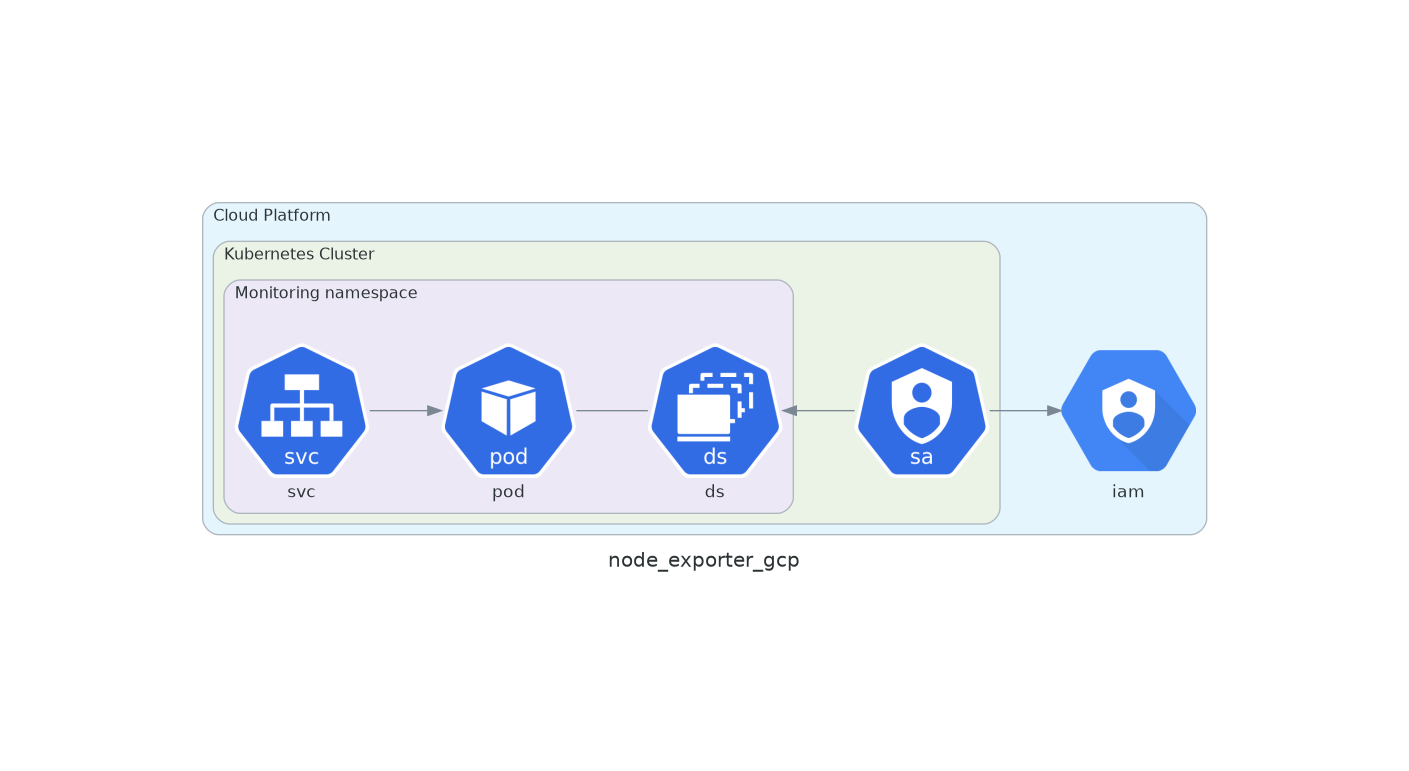 Cloud Platform
Kubernetes Cluster
Monitoring namespace
svc
pod
ds
sa
svc
pod
ds
iam
node_exporter_gcp